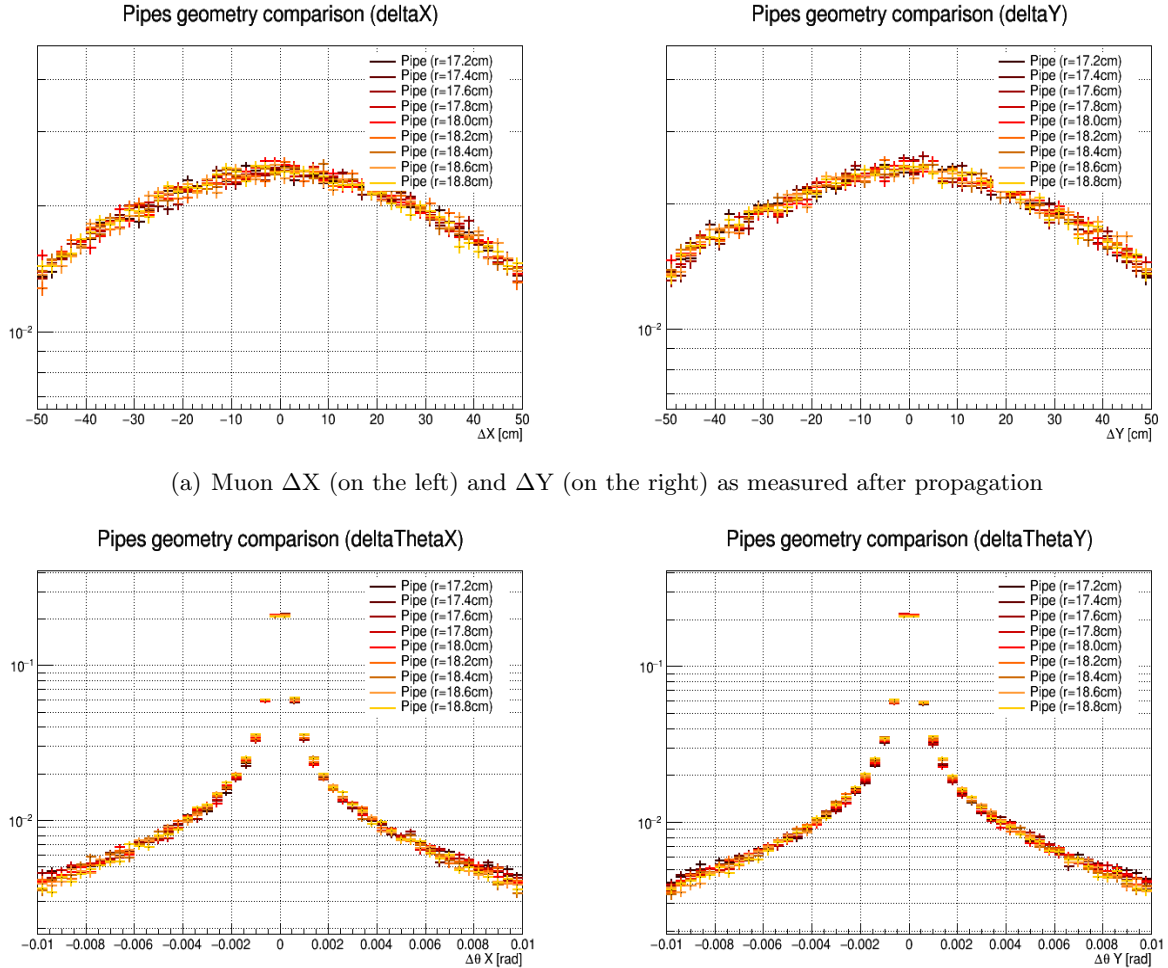 Pipes geometry comparison (deltaX)
Pipe (r=17.2cm)
Pipe (r=17.4cm)
Pipe (r=17.6cm)
Pipe (r=17.8cm)
Pipe (r=18.0cm)
Pipe (r=18.2cm)
Pipe (r=18.4cm)
Pipe (r=18.6cm)
Pipe (r=18.8cm)
10⁻²
−50 −40 −30 −20 −10 0 10 20 30 40 50
ΔX [cm]
Pipes geometry comparison (deltaY)
Pipe (r=17.2cm)
Pipe (r=17.4cm)
Pipe (r=17.6cm)
Pipe (r=17.8cm)
Pipe (r=18.0cm)
Pipe (r=18.2cm)
Pipe (r=18.4cm)
Pipe (r=18.6cm)
Pipe (r=18.8cm)
10⁻²
−50 −40 −30 −20 −10 0 10 20 30 40 50
ΔY [cm]
(a) Muon ΔX (on the left) and ΔY (on the right) as measured after propagation
Pipes geometry comparison (deltaThetaX)
Pipe (r=17.2cm)
Pipe (r=17.4cm)
Pipe (r=17.6cm)
Pipe (r=17.8cm)
Pipe (r=18.0cm)
Pipe (r=18.2cm)
Pipe (r=18.4cm)
Pipe (r=18.6cm)
Pipe (r=18.8cm)
10⁻¹
10⁻²
−0.01 −0.008 −0.006 −0.004 −0.002 0 0.002 0.004 0.006 0.008 0.01
Δθ X [rad]
Pipes geometry comparison (deltaThetaY)
Pipe (r=17.2cm)
Pipe (r=17.4cm)
Pipe (r=17.6cm)
Pipe (r=17.8cm)
Pipe (r=18.0cm)
Pipe (r=18.2cm)
Pipe (r=18.4cm)
Pipe (r=18.6cm)
Pipe (r=18.8cm)
10⁻¹
10⁻²
−0.01 −0.008 −0.006 −0.004 −0.002 0 0.002 0.004 0.006 0.008 0.01
Δθ Y [rad]